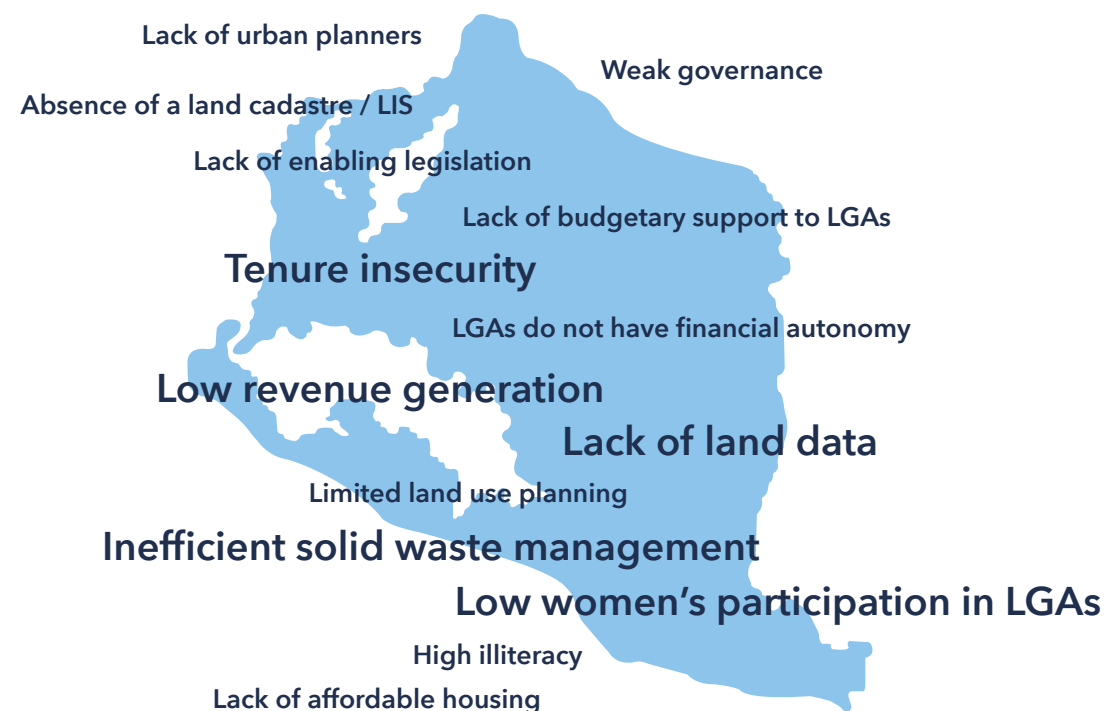 Lack of urban planners
Weak governance
Absence of a land cadastre / LIS
Lack of enabling legislation
Lack of budgetary support to LGAs
Tenure insecurity
LGAs do not have financial autonomy
Low revenue generation
Lack of land data
Limited land use planning
Inefficient solid waste management
Low women’s participation in LGAs
High illiteracy
Lack of affordable housing